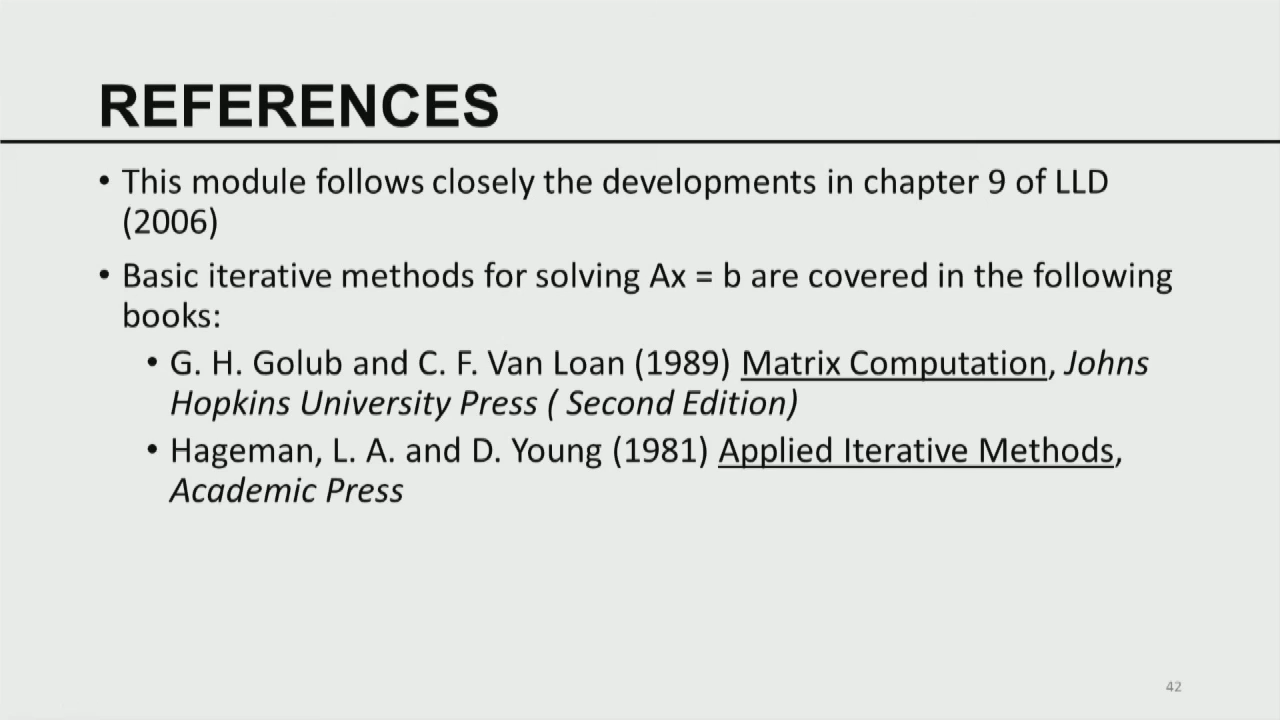 REFERENCES
• This module follows closely the developments in chapter 9 of LLD
(2006)
• Basic iterative methods for solving Ax = b are covered in the following
books:
• G. H. Golub and C. F. Van Loan (1989) Matrix Computation, Johns
Hopkins University Press ( Second Edition)
• Hageman, L. A. and D. Young (1981) Applied Iterative Methods,
Academic Press
42